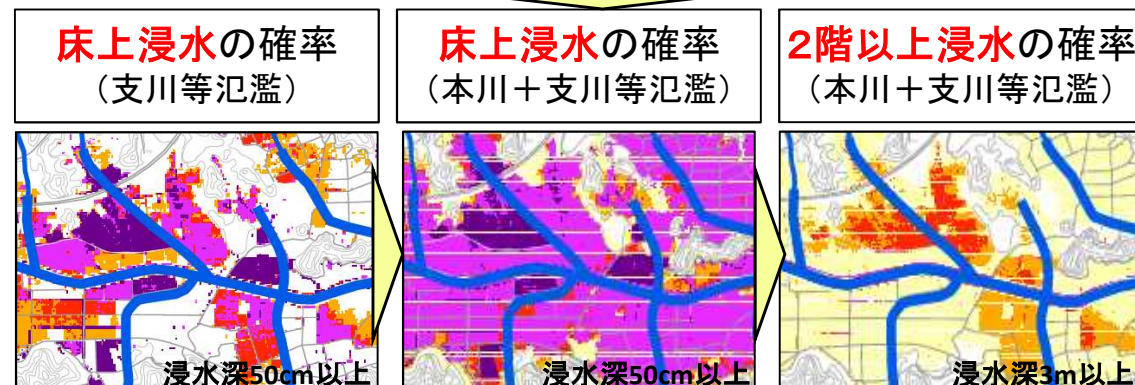 床上浸水の確率
(支川等氾濫)
浸水深50cm以上
床上浸水の確率
(本川+支川等氾濫)
浸水深50cm以上
2階以上浸水の確率
(本川+支川等氾濫)
浸水深3m以上